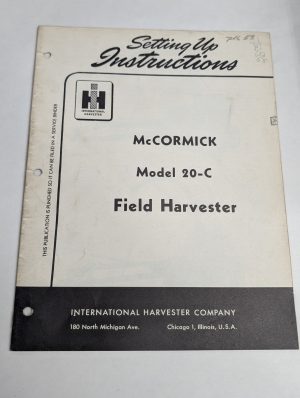 Setting Up
Instructions
IH
INTERNATIONAL
HARVESTER
McCORMICK
Model 20-C
Field Harvester
THIS PUBLICATION IS PUNCHED SO IT CAN BE FILED IN A SERVICE BINDER
INTERNATIONAL HARVESTER COMPANY
180 North Michigan Ave. Chicago 1, Illinois, U.S.A.